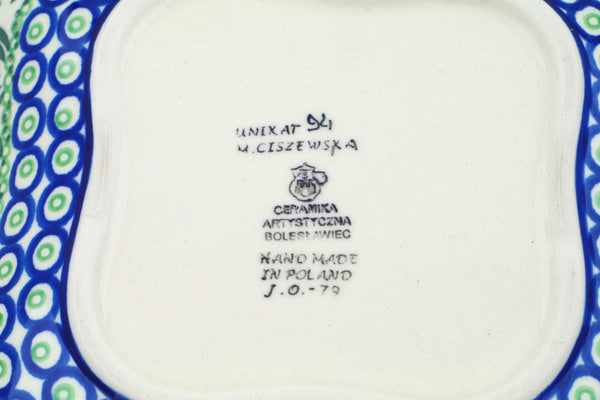 UNIKAT 94
M. CISZEWSKA
CERAMIKA
ARTYSTYCZNA
BOLESŁAWIEC
HAND MADE
IN POLAND
J.O.-79